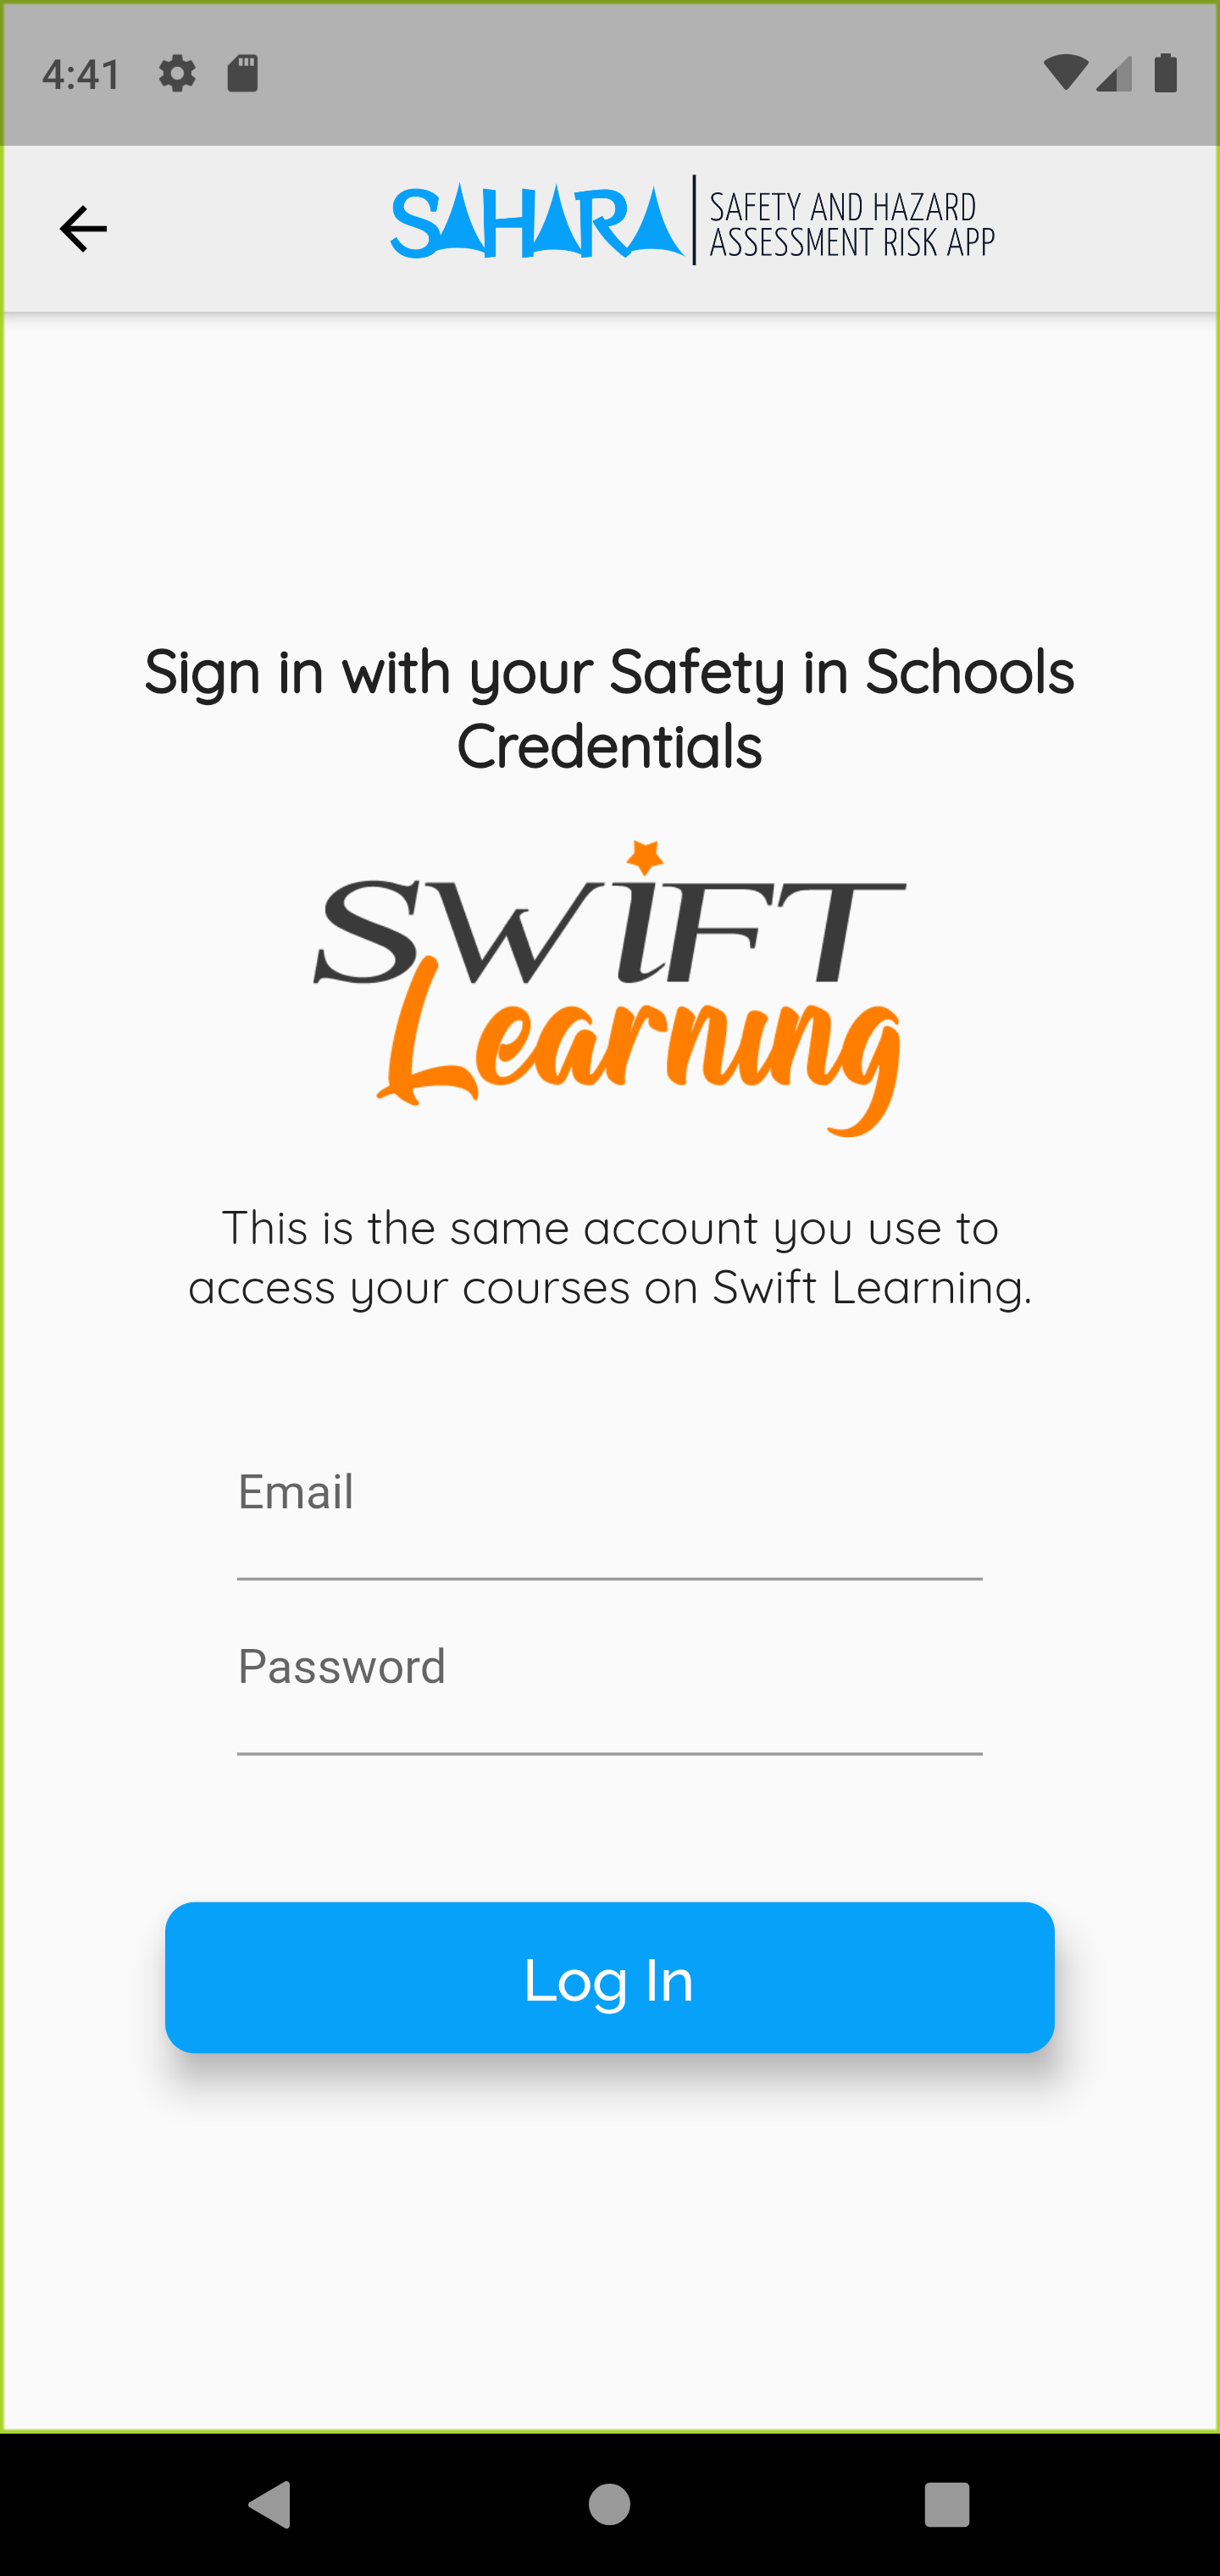 4:41
SAHARA
SAFETY AND HAZARD
ASSESSMENT RISK APP
Sign in with your Safety in Schools
Credentials
SWiFT
Learning
This is the same account you use to
access your courses on Swift Learning.
Email
Password
Log In